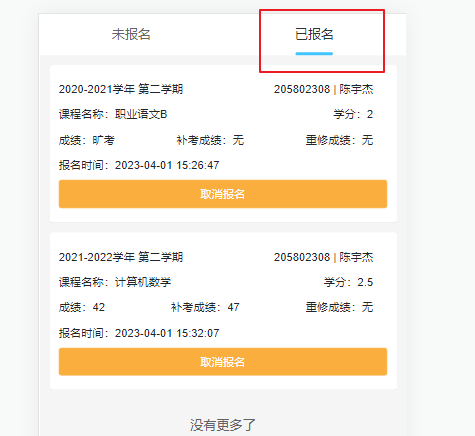 未报名 已报名
2020-2021学年 第二学期 205802308 | 陈宇杰
课程名称：职业语文B 学分：2
成绩：旷考 补考成绩：无 重修成绩：无
报名时间：2023-04-01 15:26:47
取消报名
2021-2022学年 第二学期 205802308 | 陈宇杰
课程名称：计算机数学 学分：2.5
成绩：42 补考成绩：47 重修成绩：无
报名时间：2023-04-01 15:32:07
取消报名
没有更多了